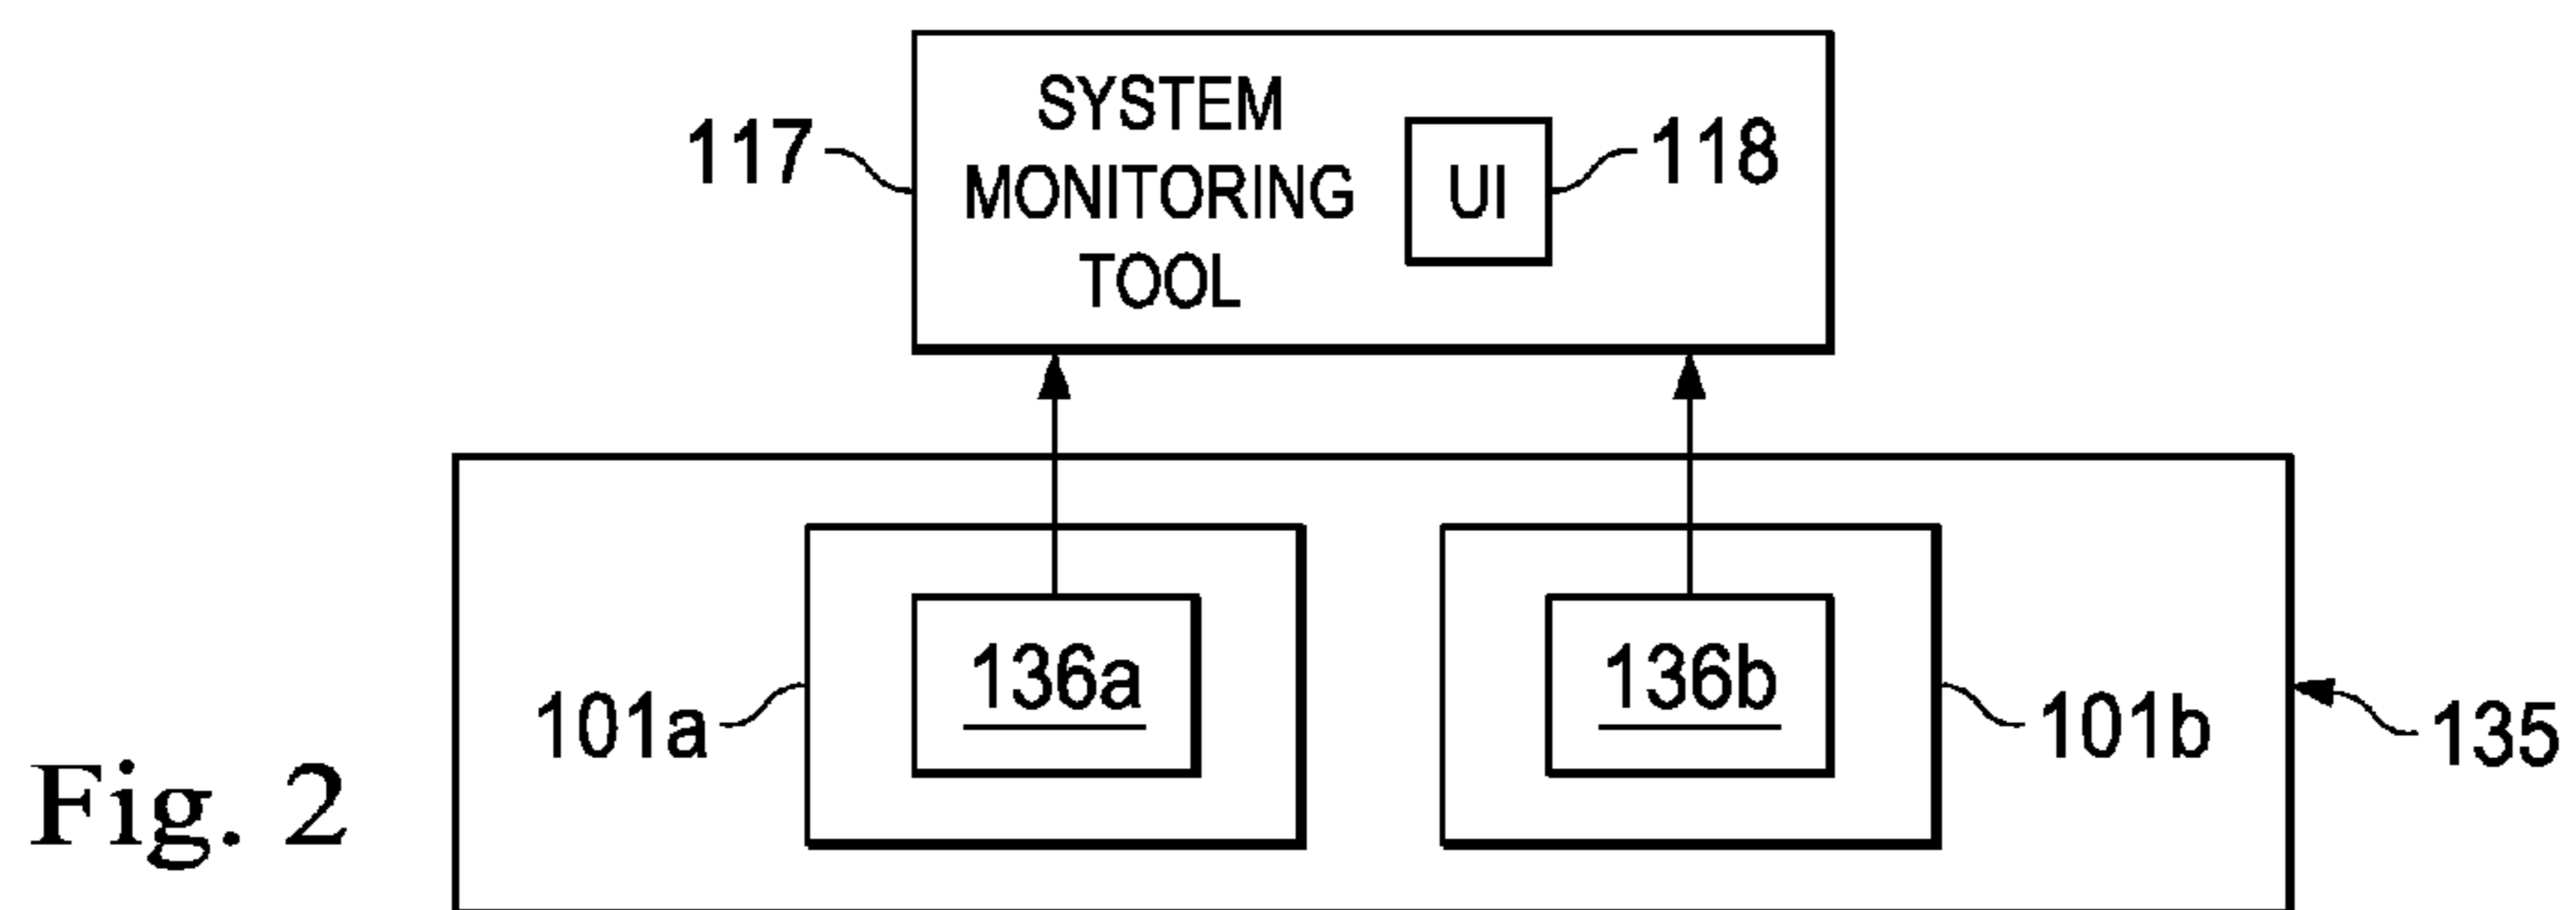 SYSTEM
MONITORING
TOOL
UI
117
118
136a
136b
101a
101b
135
Fig. 2